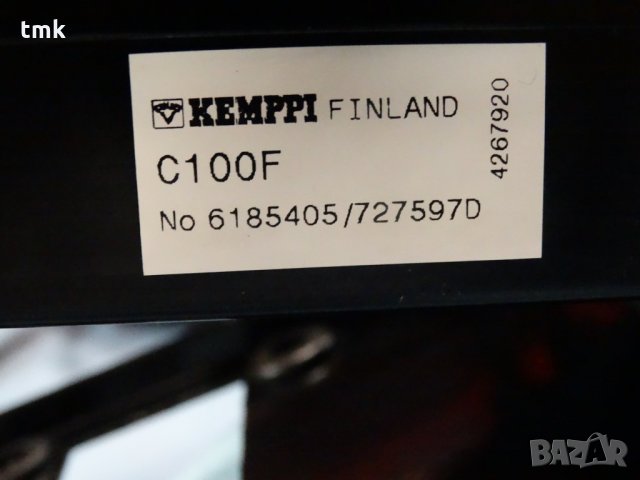 tmk
KEMPPI FINLAND
C100F
No 6185405/727597D
4267920
BAZAR